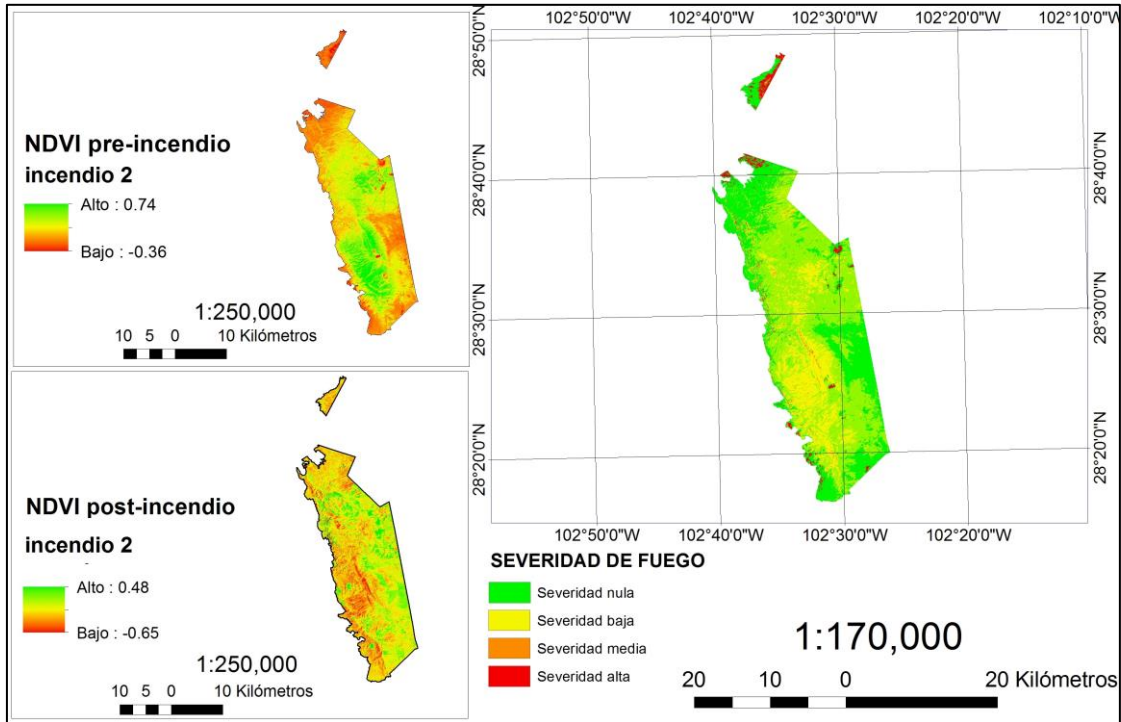 NDVI pre-incendio
incendio 2
Alto : 0.74
Bajo : -0.36
1:250,000
10 5 0 10 Kilómetros
NDVI post-incendio
incendio 2
Alto : 0.48
Bajo : -0.65
1:250,000
10 5 0 10 Kilómetros
102°50'0"W 102°40'0"W 102°30'0"W 102°20'0"W 102°10'0"W
28°50'0"N 28°50'0"N
28°40'0"N 28°40'0"N
28°30'0"N 28°30'0"N
28°20'0"N 28°20'0"N
102°50'0"W 102°40'0"W 102°30'0"W 102°20'0"W
SEVERIDAD DE FUEGO
Severidad nula
Severidad baja
Severidad media
Severidad alta
1:170,000
20 10 0 20 Kilómetros